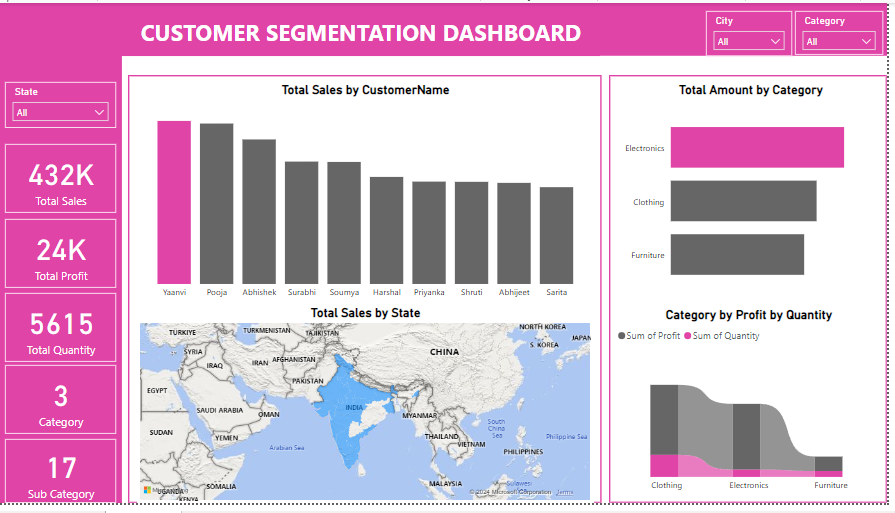 CUSTOMER SEGMENTATION DASHBOARD
City
All
Category
All
State
All
432K
Total Sales
24K
Total Profit
5615
Total Quantity
3
Category
17
Sub Category
Total Sales by CustomerName
Yaanvi Pooja Abhishek Surabhi Soumya Harshal Priyanka Shruti Abhijeet Sarita
Total Sales by State
NORTH KOREA
TÜRKIYE TURKMENISTAN TAJIKISTAN
S. KOREA JAPAN
SYRIA CHINA
IRAQ IRAN AFGHANISTAN
PAKISTAN
EGYPT
SAUDI ARABIA INDIA
OMAN MYANMAR
SUDAN
YEMEN THAILAND
South
China
Sea
Arabian Sea VIETNAM Philippine Sea
PHILIPPINES
SOMALIA MALAYSIA
UGANDA
KENYA
Sulawesi
© 2024 Microsoft Corporation Terms
Total Amount by Category
Electronics
Clothing
Furniture
Category by Profit by Quantity
Sum of Profit Sum of Quantity
Clothing Electronics Furniture